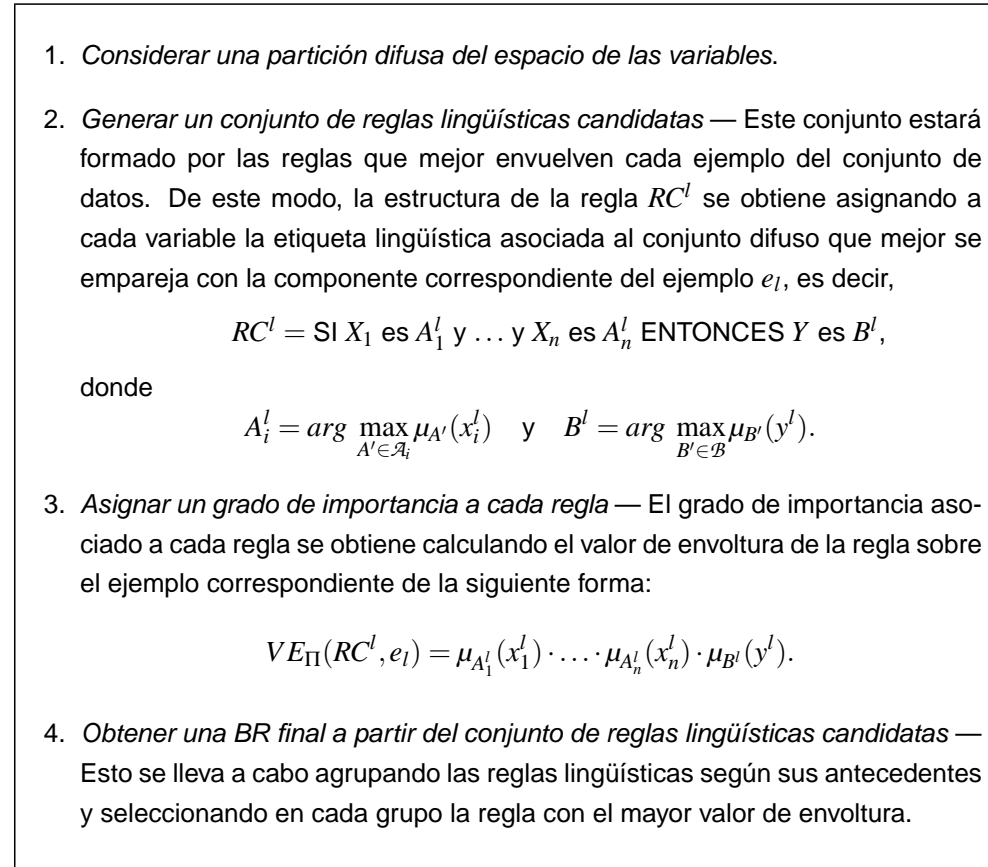 1. Considerar una partición difusa del espacio de las variables.
2. Generar un conjunto de reglas lingüísticas candidatas — Este conjunto estará
formado por las reglas que mejor envuelven cada ejemplo del conjunto de
datos. De este modo, la estructura de la regla RC^l se obtiene asignando a
cada variable la etiqueta lingüística asociada al conjunto difuso que mejor se
empareja con la componente correspondiente del ejemplo e_l, es decir,
RC^l = SI X_1 es A_1^l y … y X_n es A_n^l ENTONCES Y es B^l,
donde
A_i^l = arg max_{A'∈𝒜_i} μ_{A'}(x_i^l) y B^l = arg max_{B'∈ℬ} μ_{B'}(y^l).
3. Asignar un grado de importancia a cada regla — El grado de importancia aso-
ciado a cada regla se obtiene calculando el valor de envoltura de la regla sobre
el ejemplo correspondiente de la siguiente forma:
VE_Π(RC^l, e_l) = μ_{A_1^l}(x_1^l) · … · μ_{A_n^l}(x_n^l) · μ_{B^l}(y^l).
4. Obtener una BR final a partir del conjunto de reglas lingüísticas candidatas —
Esto se lleva a cabo agrupando las reglas lingüísticas según sus antecedentes
y seleccionando en cada grupo la regla con el mayor valor de envoltura.